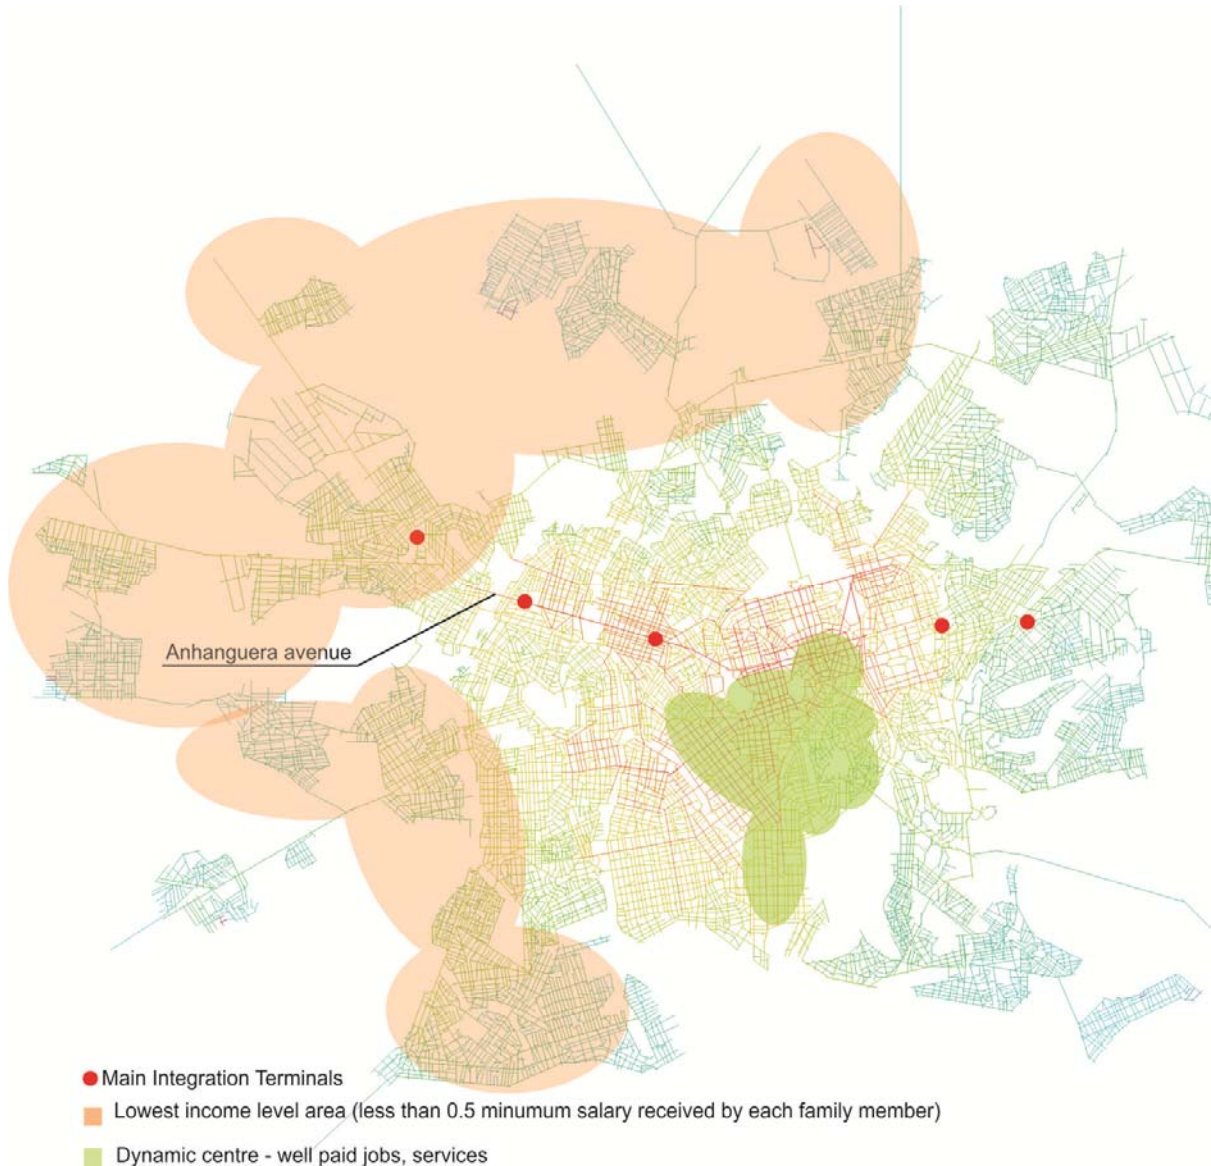 Anhanguera avenue
Main Integration Terminals
Lowest income level area (less than 0.5 minumum salary received by each family member)
Dynamic centre - well paid jobs, services